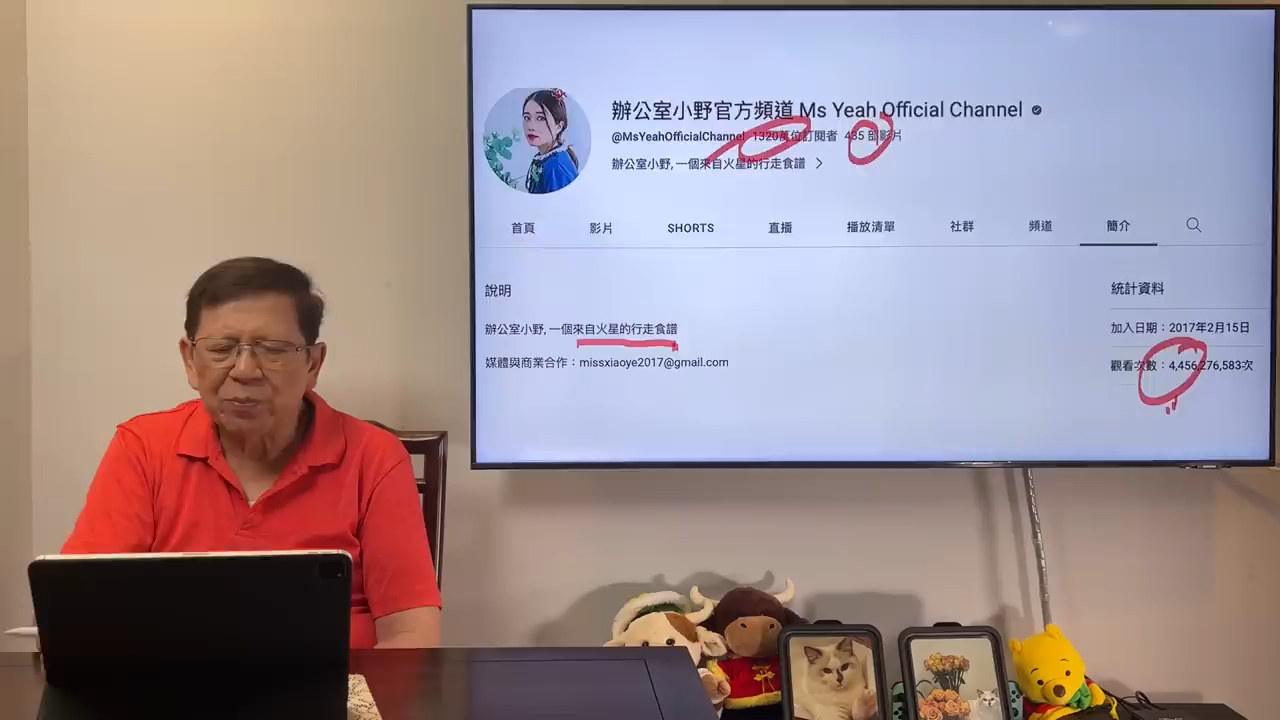 辦公室小野官方頻道 Ms Yeah Official Channel
@MsYeahOfficialChannel 1320萬位訂閱者 435 部影片
辦公室小野, 一個來自火星的行走食譜
首頁 影片 SHORTS 直播 播放清單 社群 頻道 簡介
說明
統計資料
辦公室小野, 一個來自火星的行走食譜
加入日期：2017年2月15日
媒體與商業合作：missxiaoye2017@gmail.com
觀看次數：4,456,276,583次